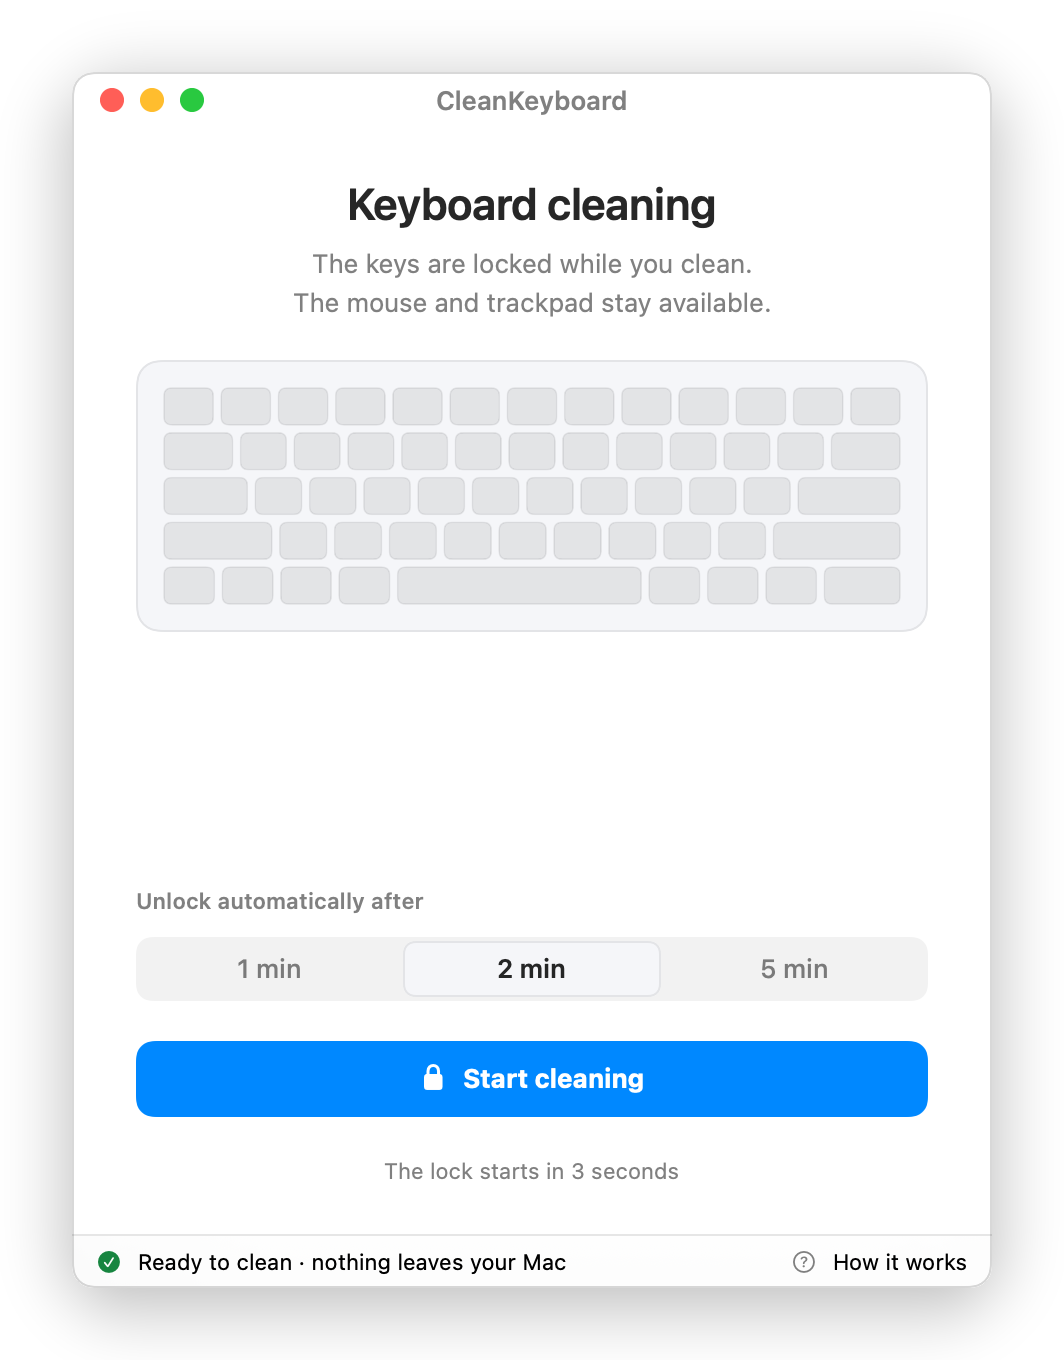 CleanKeyboard
Keyboard cleaning
The keys are locked while you clean.
The mouse and trackpad stay available.
Unlock automatically after
1 min
2 min
5 min
Start cleaning
The lock starts in 3 seconds
Ready to clean · nothing leaves your Mac
? How it works